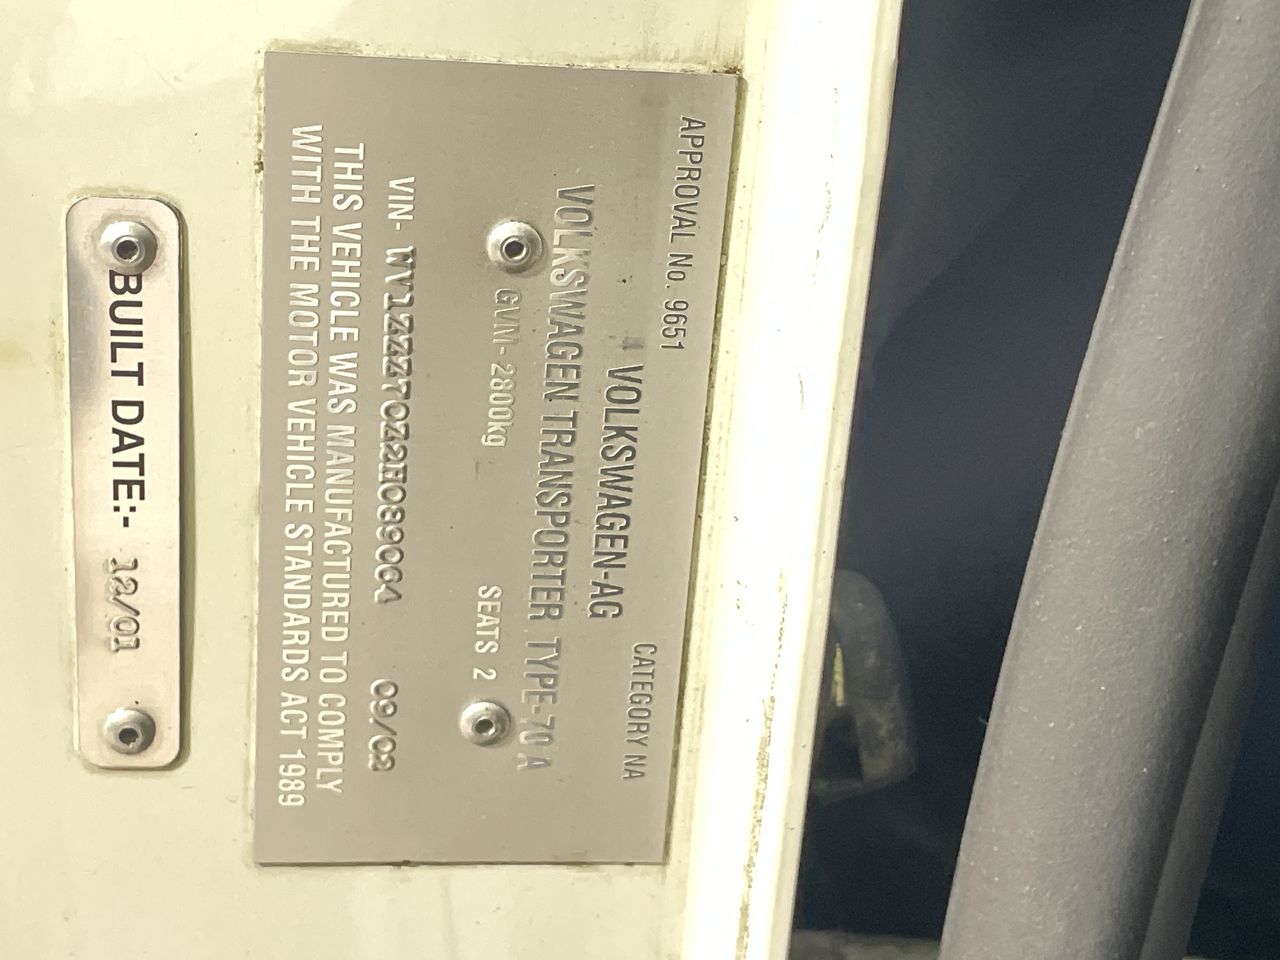 APPROVAL No. 9651 CATEGORY NA
VOLKSWAGEN-AG
VOLKSWAGEN TRANSPORTER TYPE-70 A
GVM- 2800kg SEATS 2
VIN- WV1ZZZ70Z2H089004 09/02
THIS VEHICLE WAS MANUFACTURED TO COMPLY
WITH THE MOTOR VEHICLE STANDARDS ACT 1989
BUILT DATE:- 12/01